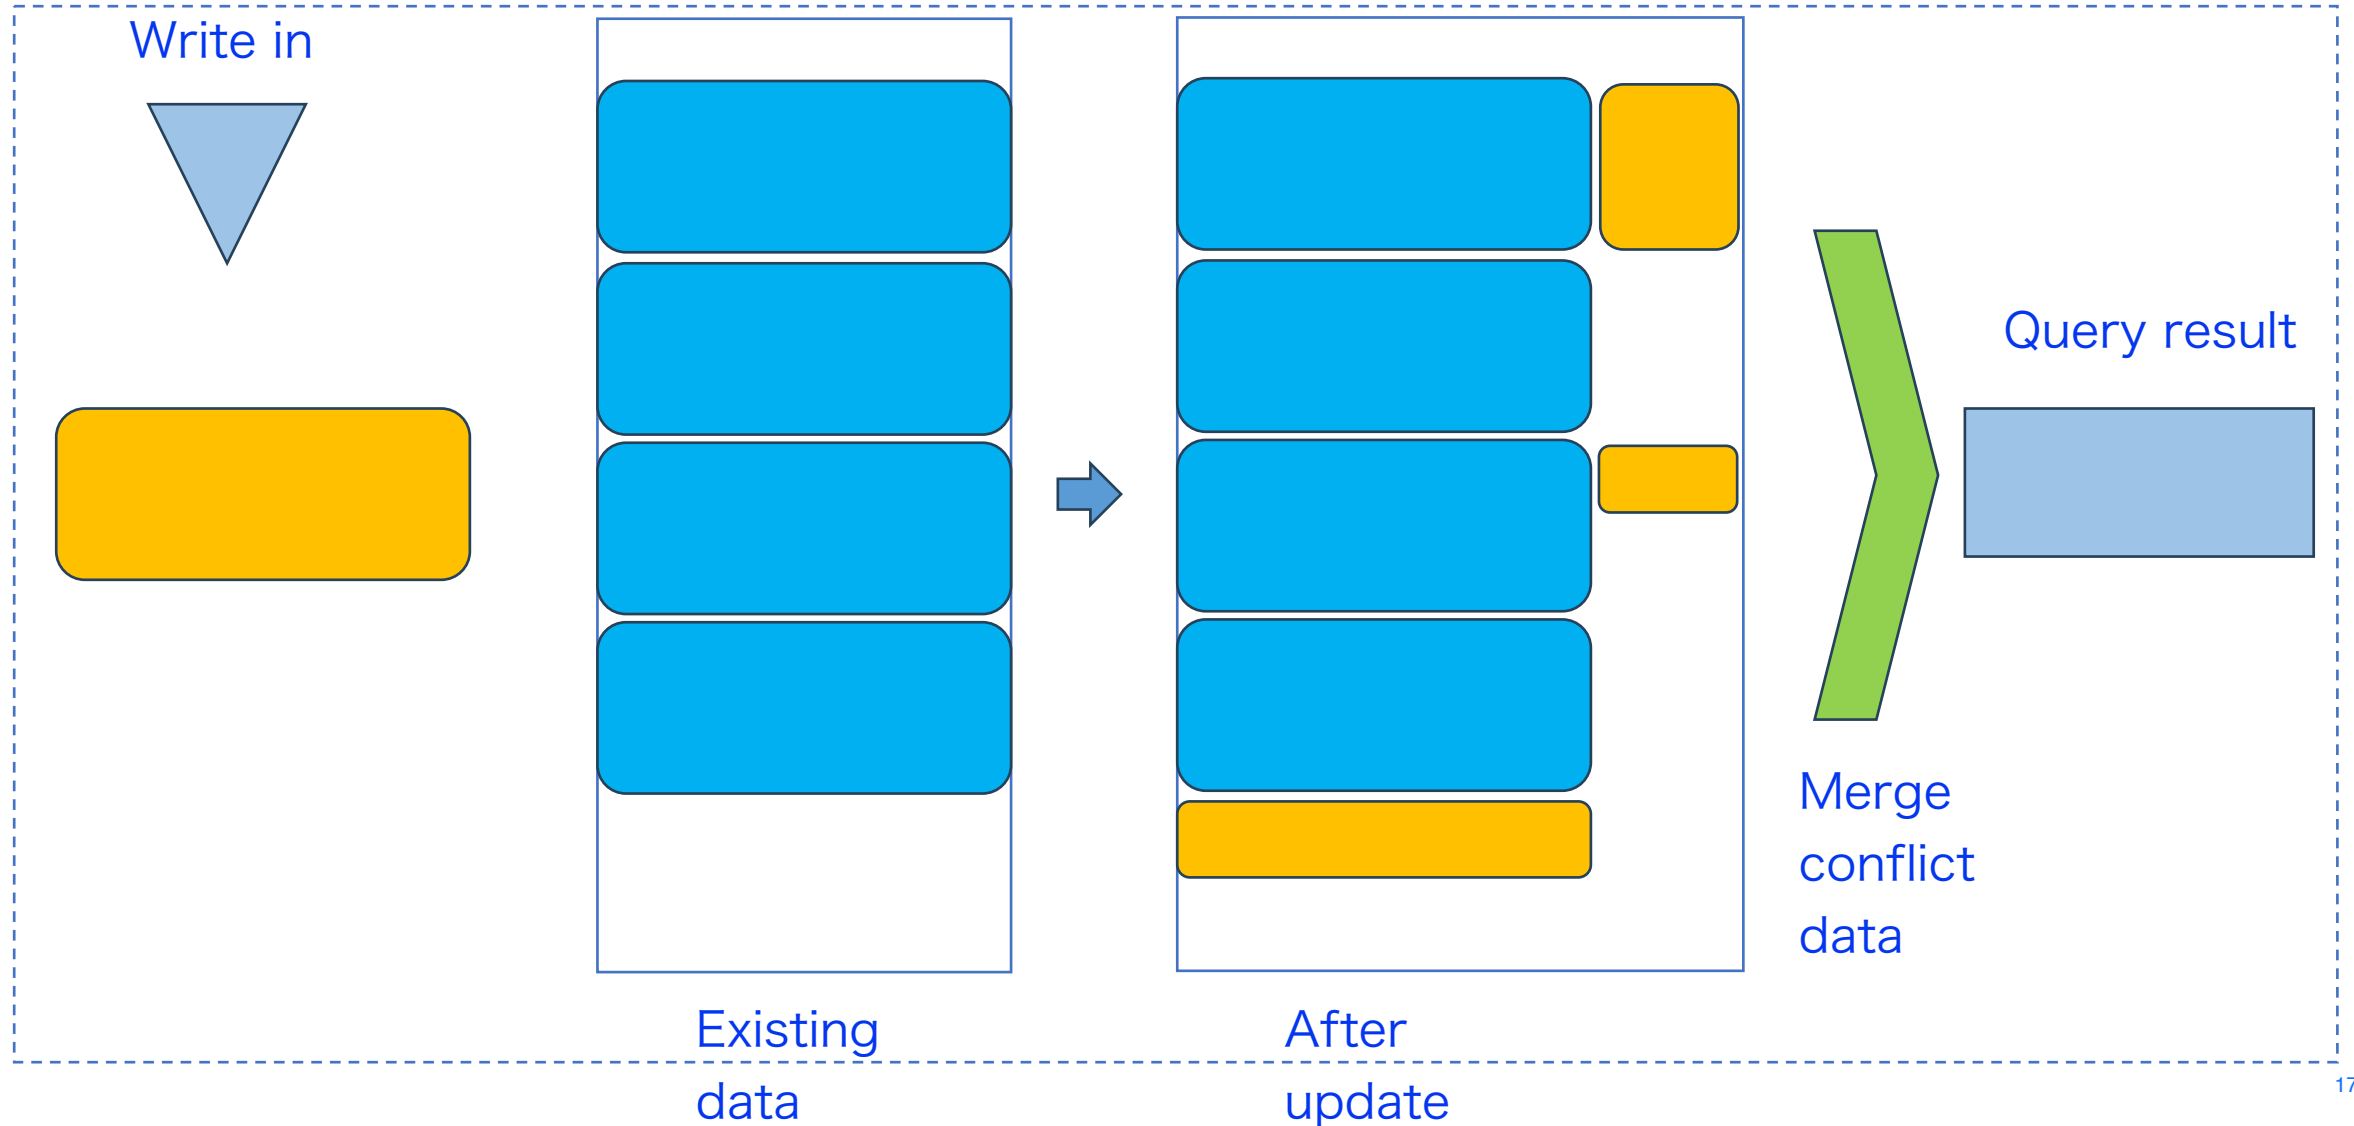 Write in
Query result
Merge
conflict
data
Existing
data
After
update
17